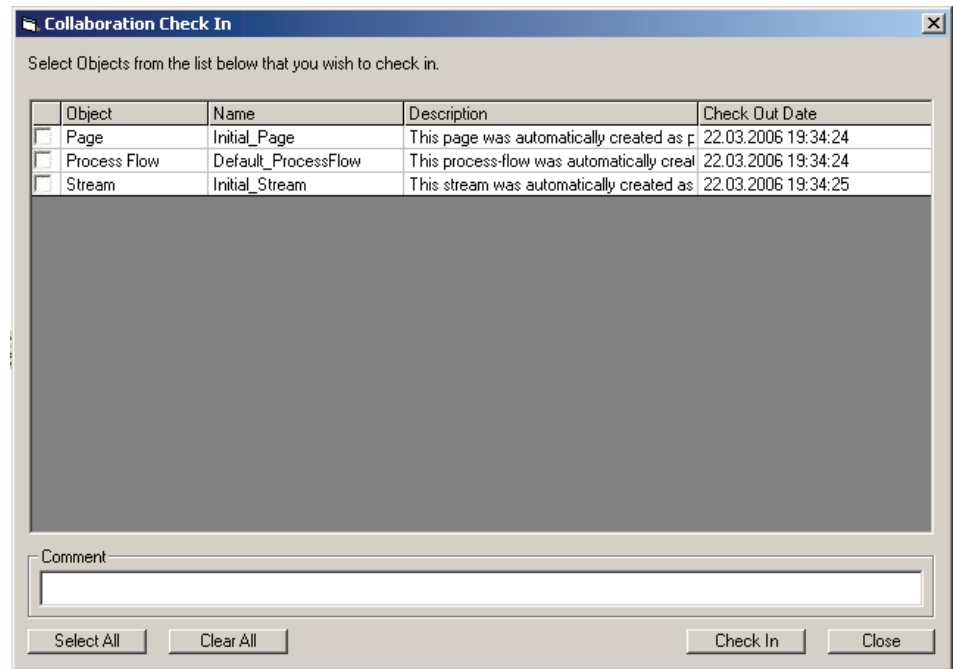 Collaboration Check In
Select Objects from the list below that you wish to check in.
Object Name Description Check Out Date
Page Initial_Page This page was automatically created as p 22.03.2006 19:34:24
Process Flow Default_ProcessFlow This process-flow was automatically creat 22.03.2006 19:34:24
Stream Initial_Stream This stream was automatically created as 22.03.2006 19:34:25
Comment
Select All Clear All Check In Close